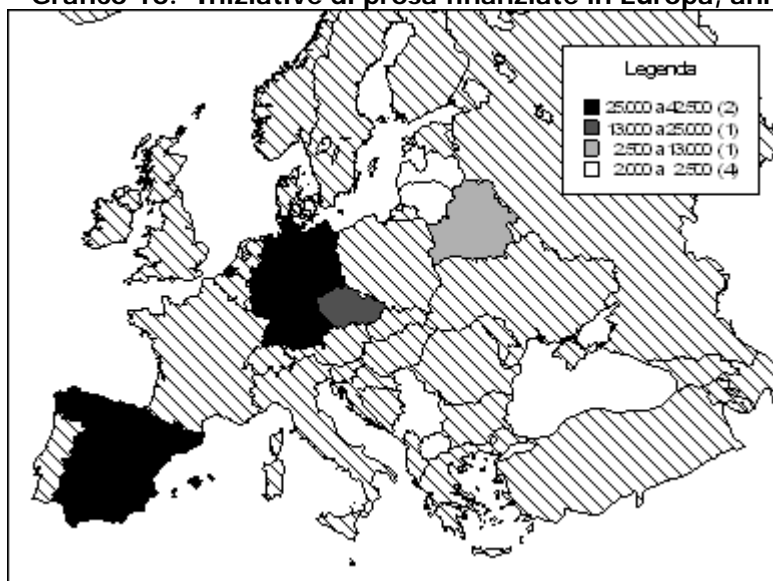 Iniziative di prosa finanziate in Europa,
Legenda
25.000 a 42.500 (2)
13.000 a 25.000 (1)
2.500 a 13.000 (1)
2.000 a 2.500 (4)